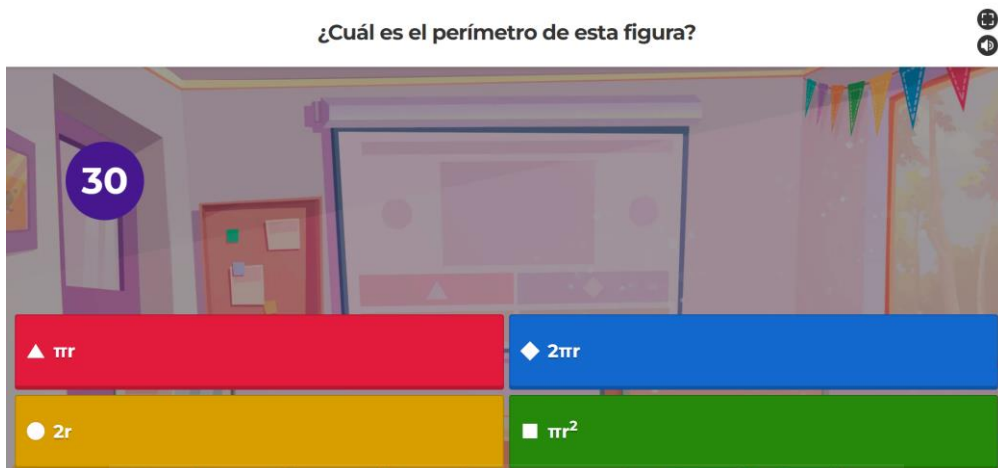 ¿Cuál es el perímetro de esta figura?
30
πr
2πr
2r
πr²